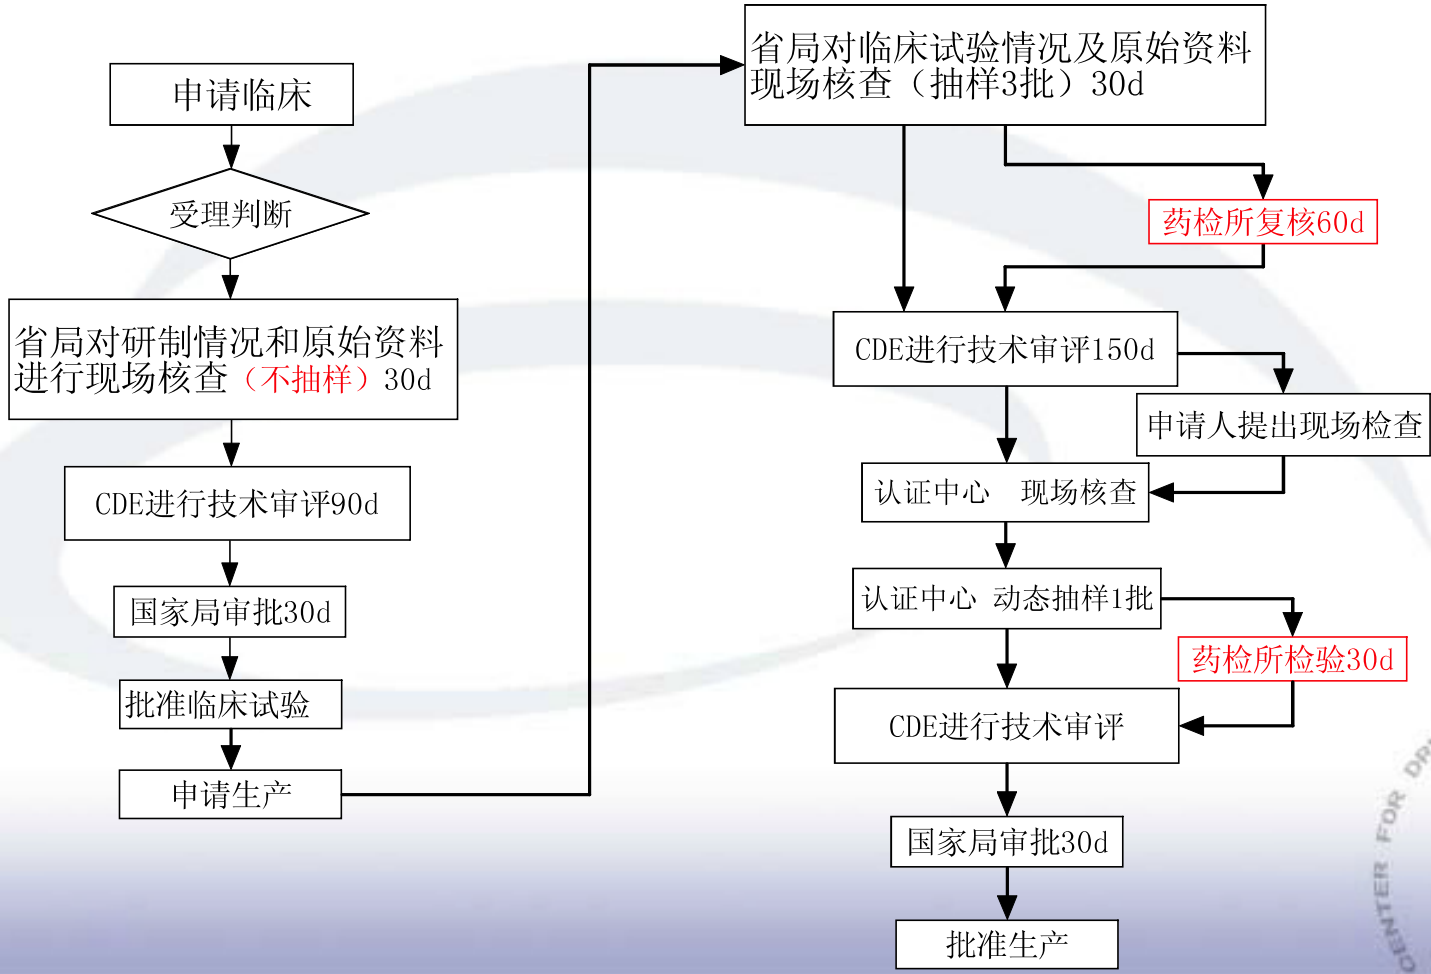 申请临床
受理判断
省局对研制情况和原始资料
进行现场核查（不抽样）30d
CDE进行技术审评90d
国家局审批30d
批准临床试验
申请生产
省局对临床试验情况及原始资料
现场核查（抽样3批）30d
药检所复核60d
CDE进行技术审评150d
申请人提出现场检查
认证中心 现场核查
认证中心 动态抽样1批
药检所检验30d
CDE进行技术审评
国家局审批30d
批准生产
CENTER FOR